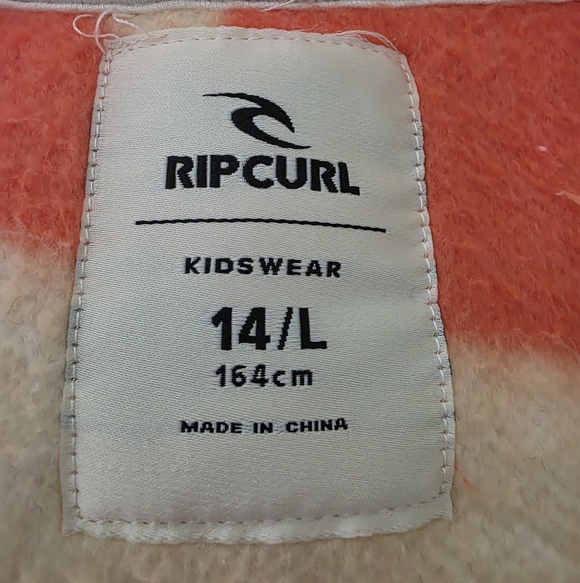 RIPCURL
KIDSWEAR
14/L
164cm
MADE IN CHINA